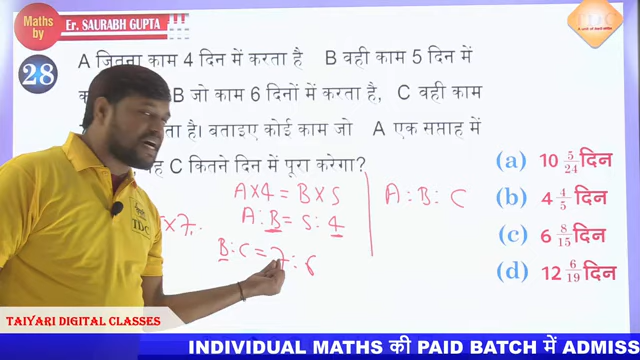 Maths
by
Er. SAURABH GUPTA
TDC
28
A जितना काम 4 दिन में करता है B वही काम 5 दिन में
B जो काम 6 दिनों में करता है, C वही काम
है। बताइए कोई काम जो A एक सप्ताह में
C कितने दिन में पूरा करेगा?
(a) 10 5/24 दिन
(b) 4 4/5 दिन
(c) 6 8/15 दिन
(d) 12 6/19 दिन
A×4 = B×5
A:B = 5:4
×7
B:C = 7:6
A:B:C
TAIYARI DIGITAL CLASSES
INDIVIDUAL MATHS की PAID BATCH में ADMISS